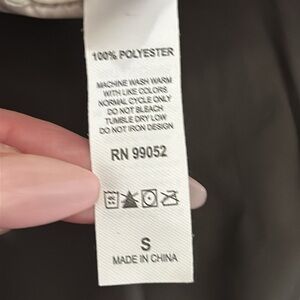 100% POLYESTER
MACHINE WASH WARM
WITH LIKE COLORS
NORMAL CYCLE ONLY
DO NOT BLEACH
TUMBLE DRY LOW
DO NOT IRON DESIGN
RN 99052
S
MADE IN CHINA